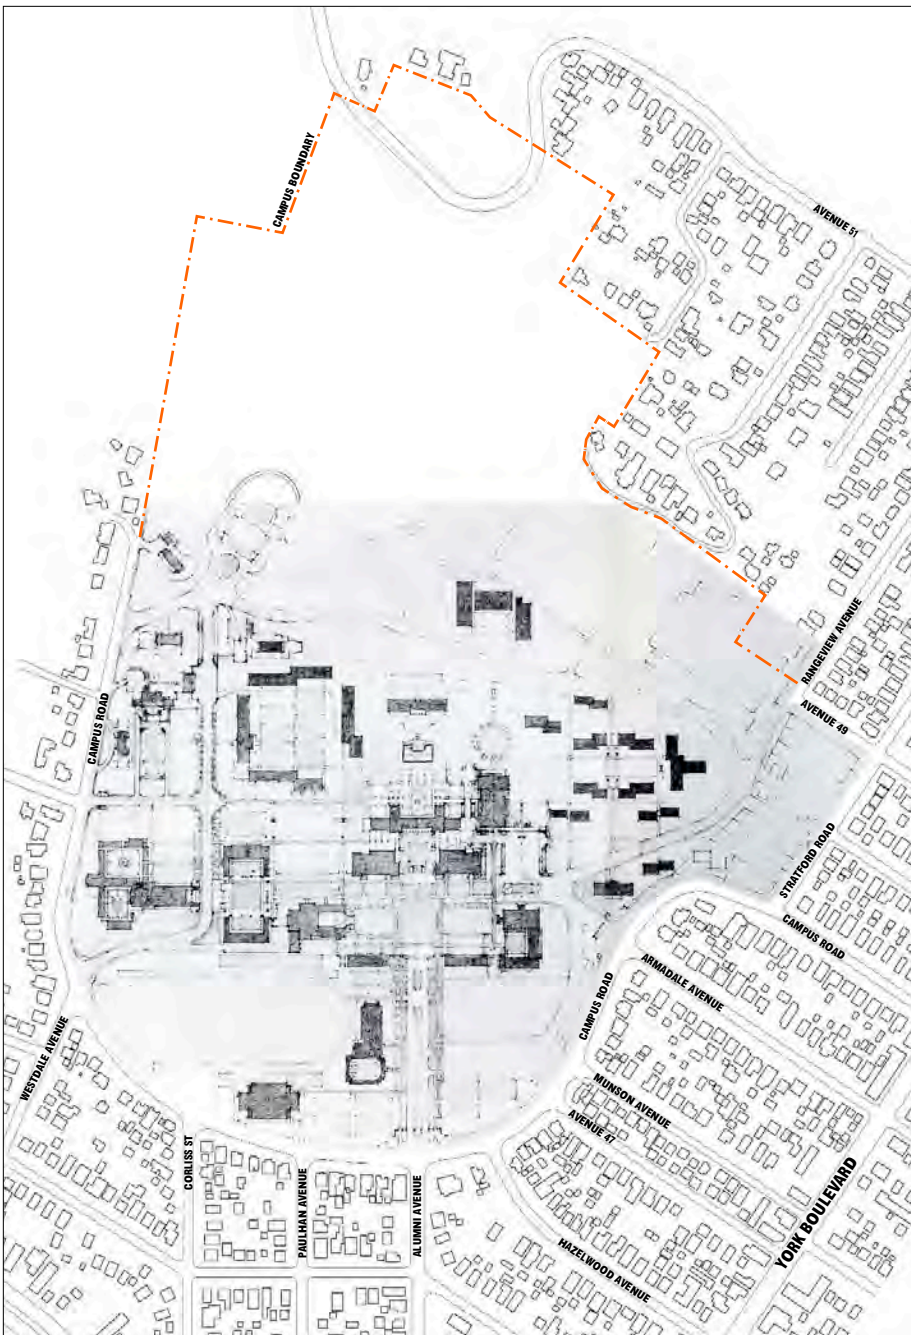 CAMPUS BOUNDARY
AVENUE 51
RANGEVIEW AVENUE
CAMPUS ROAD
AVENUE 49
STRATFORD ROAD
CAMPUS ROAD
ARMADALE AVENUE
CAMPUS ROAD
WESTDALE AVENUE
MUNSON AVENUE
AVENUE 47
CORLISS ST
PAULHAN AVENUE
ALUMNI AVENUE
YORK BOULEVARD
HAZELWOOD AVENUE